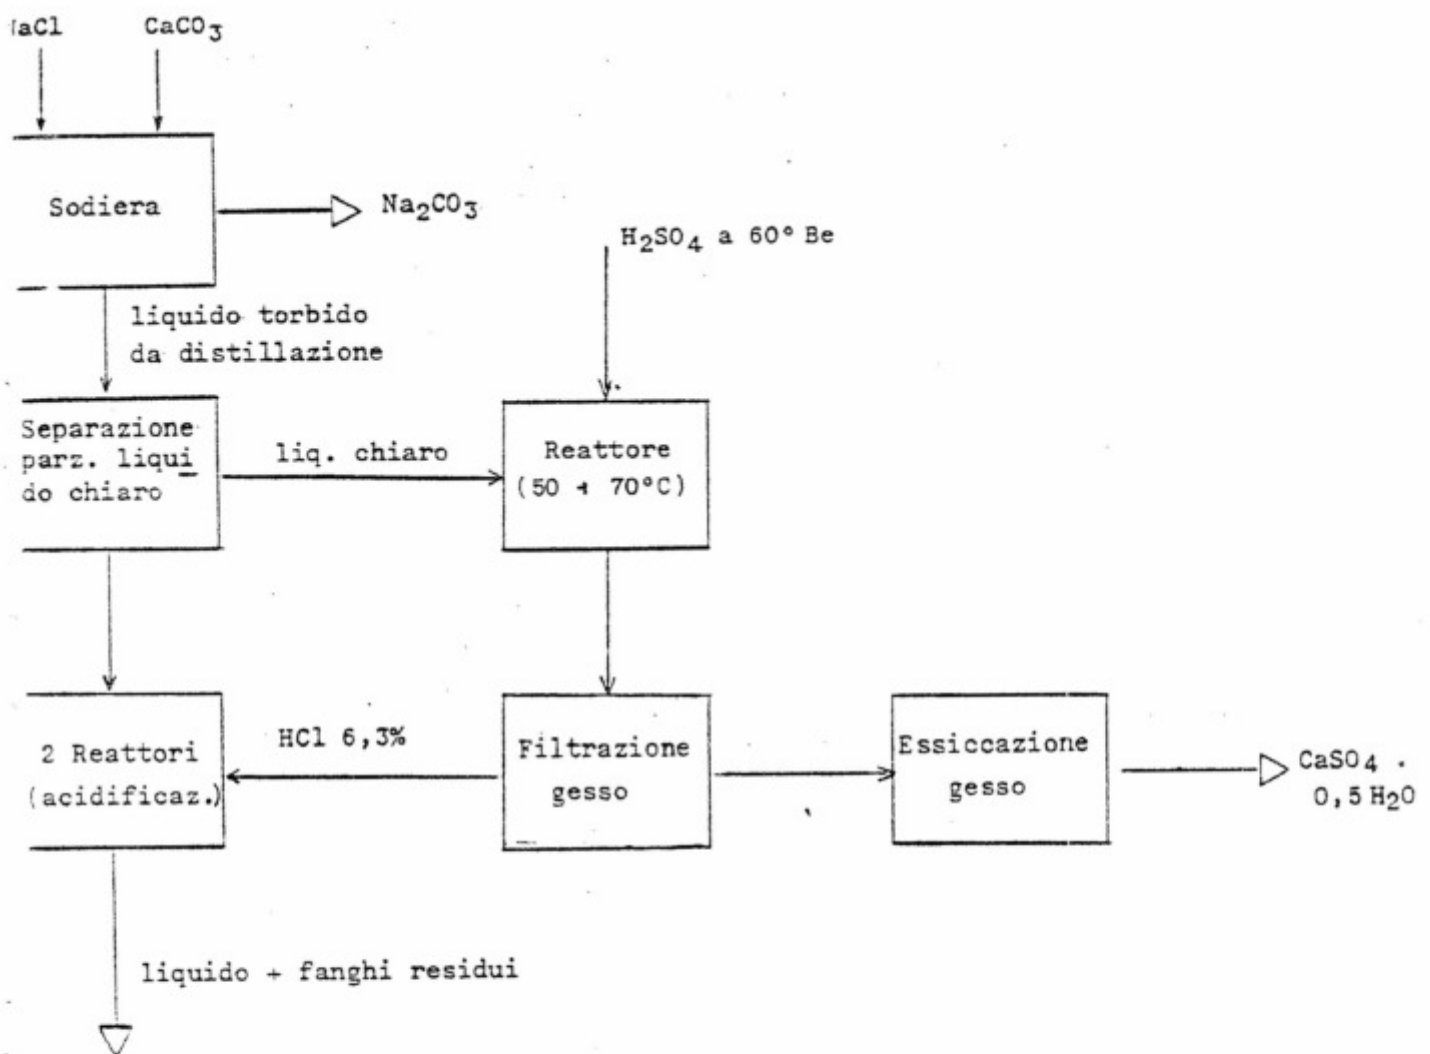 aCl
CaCO3
Sodiera
Na2CO3
H2SO4 a 60° Be
liquido torbido
da distillazione
Separazione
parz. liqui
do chiaro
liq. chiaro
Reattore
(50 + 70°C)
2 Reattori
(acidificaz.)
HCl 6,3%
Filtrazione
gesso
Essiccazione
gesso
CaSO4 .
0,5 H2O
liquido + fanghi residui